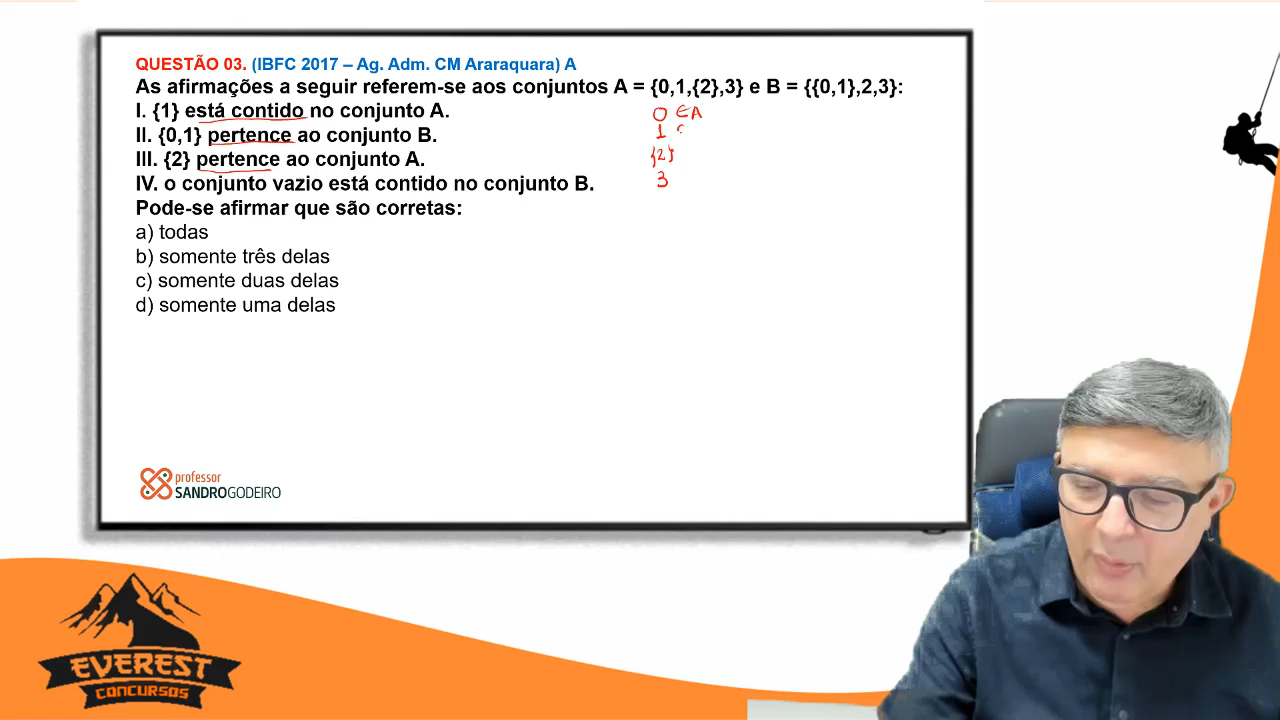 QUESTÃO 03. (IBFC 2017 – Ag. Adm. CM Araraquara) A
As afirmações a seguir referem-se aos conjuntos A = {0,1,{2},3} e B = {{0,1},2,3}:
I. {1} está contido no conjunto A.
II. {0,1} pertence ao conjunto B.
III. {2} pertence ao conjunto A.
IV. o conjunto vazio está contido no conjunto B.
Pode-se afirmar que são corretas:
a) todas
b) somente três delas
c) somente duas delas
d) somente uma delas
0 ∈ A
1
{2}
3
professor
SANDROGODEIRO
EVEREST
CONCURSOS